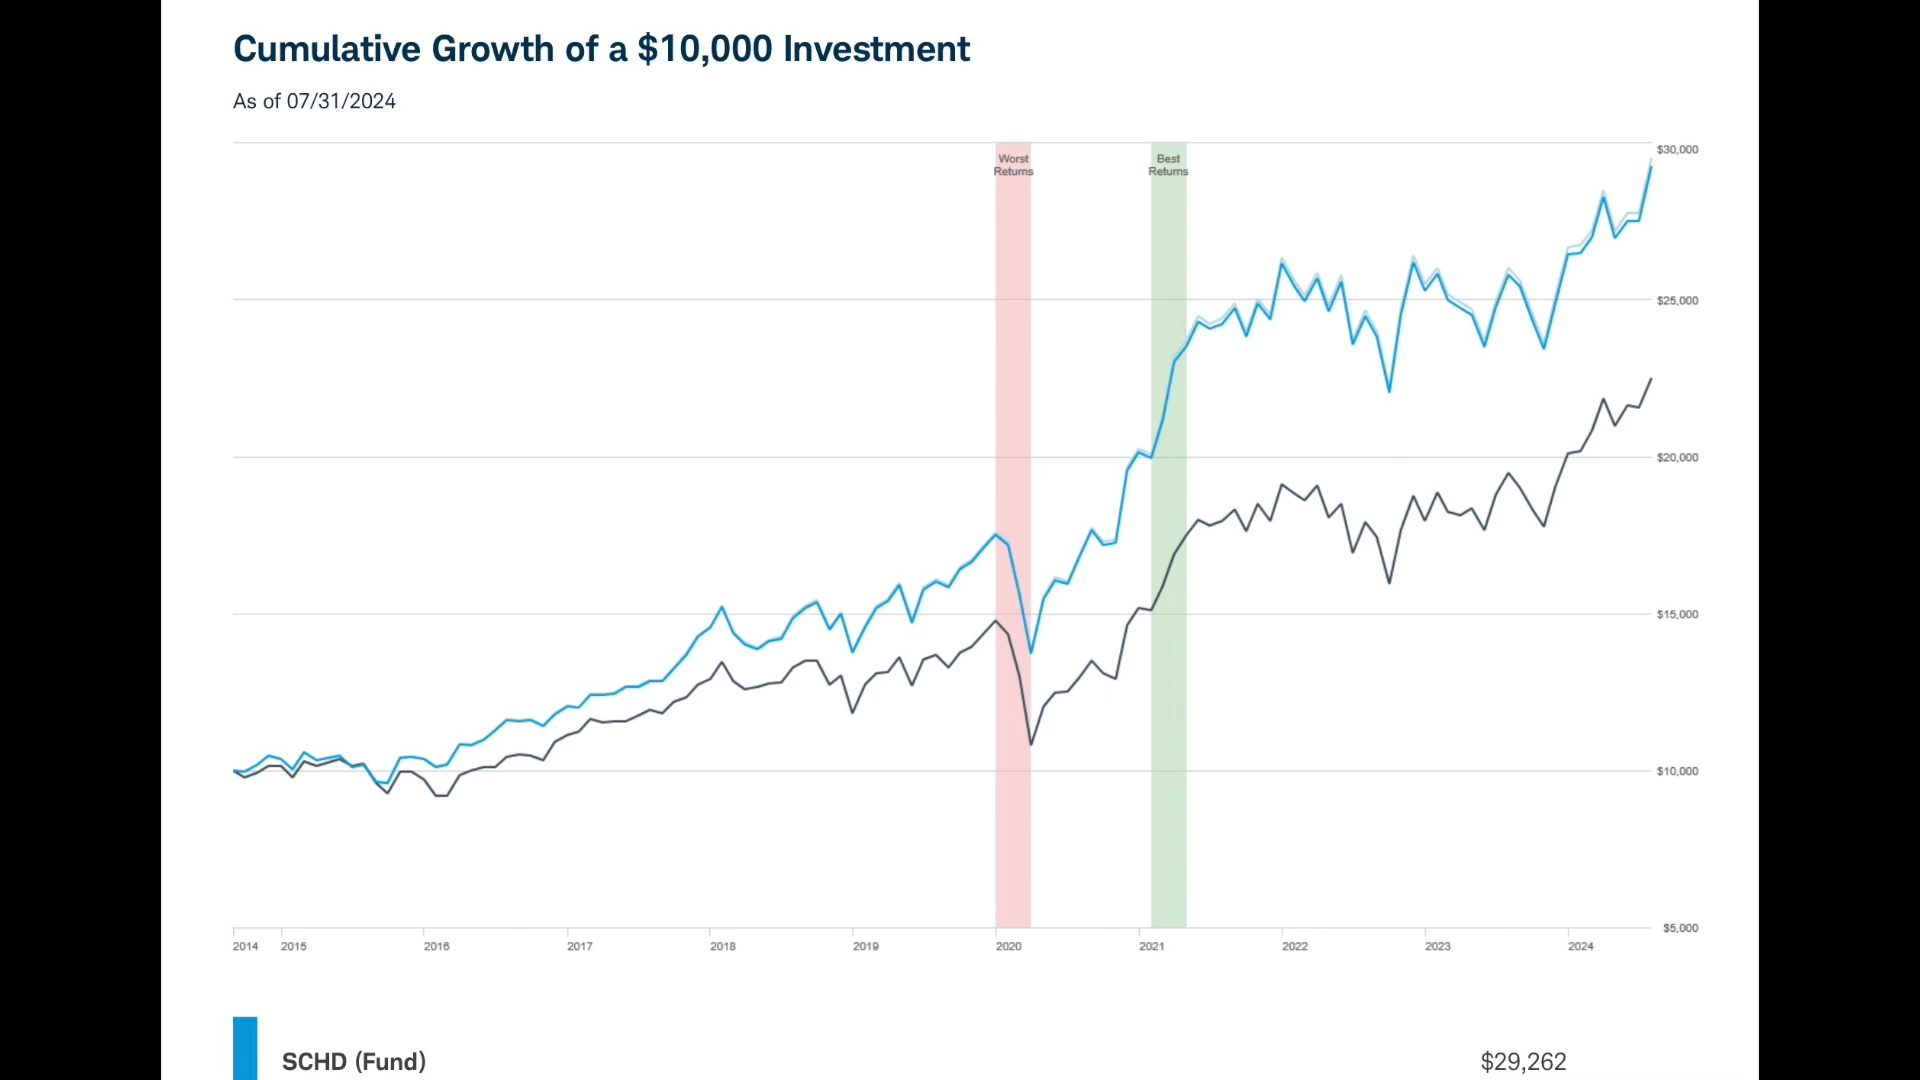 Cumulative Growth of a $10,000 Investment
As of 07/31/2024
Worst
Returns
Best
Returns
$30,000
$25,000
$20,000
$15,000
$10,000
$5,000
2014 2015 2016 2017 2018 2019 2020 2021 2022 2023 2024
SCHD (Fund) $29,262